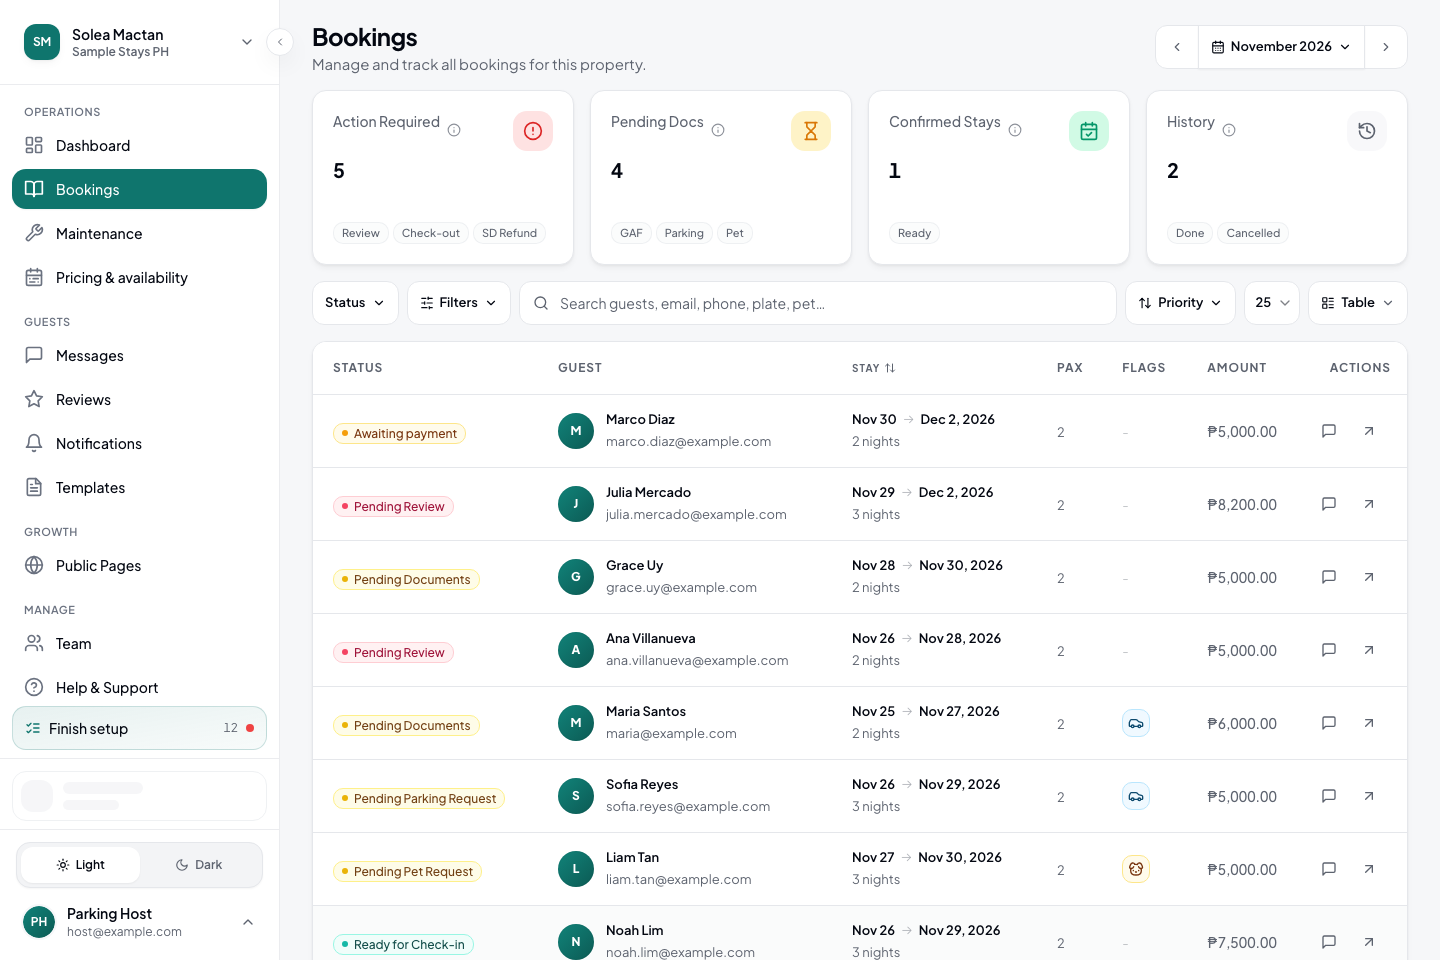 SM
Solea Mactan
Sample Stays PH
OPERATIONS
Dashboard
Bookings
Maintenance
Pricing & availability
GUESTS
Messages
Reviews
Notifications
Templates
GROWTH
Public Pages
MANAGE
Team
Help & Support
Finish setup 12
Light Dark
PH
Parking Host
host@example.com
Bookings
Manage and track all bookings for this property.
November 2026
Action Required
5
Review Check-out SD Refund
Pending Docs
4
GAF Parking Pet
Confirmed Stays
1
Ready
History
2
Done Cancelled
Status Filters Search guests, email, phone, plate, pet... Priority 25 Table
STATUS GUEST STAY PAX FLAGS AMOUNT ACTIONS
Awaiting payment M Marco Diaz Nov 30 → Dec 2, 2026 2 - ₱5,000.00
marco.diaz@example.com 2 nights
Pending Review J Julia Mercado Nov 29 → Dec 2, 2026 2 - ₱8,200.00
julia.mercado@example.com 3 nights
Pending Documents G Grace Uy Nov 28 → Nov 30, 2026 2 - ₱5,000.00
grace.uy@example.com 2 nights
Pending Review A Ana Villanueva Nov 26 → Nov 28, 2026 2 - ₱5,000.00
ana.villanueva@example.com 2 nights
Pending Documents M Maria Santos Nov 25 → Nov 27, 2026 2 ₱6,000.00
maria@example.com 2 nights
Pending Parking Request S Sofia Reyes Nov 26 → Nov 29, 2026 2 ₱5,000.00
sofia.reyes@example.com 3 nights
Pending Pet Request L Liam Tan Nov 27 → Nov 30, 2026 2 ₱5,000.00
liam.tan@example.com 3 nights
Ready for Check-in N Noah Lim Nov 26 → Nov 29, 2026 2 - ₱7,500.00
noah.lim@example.com 3 nights